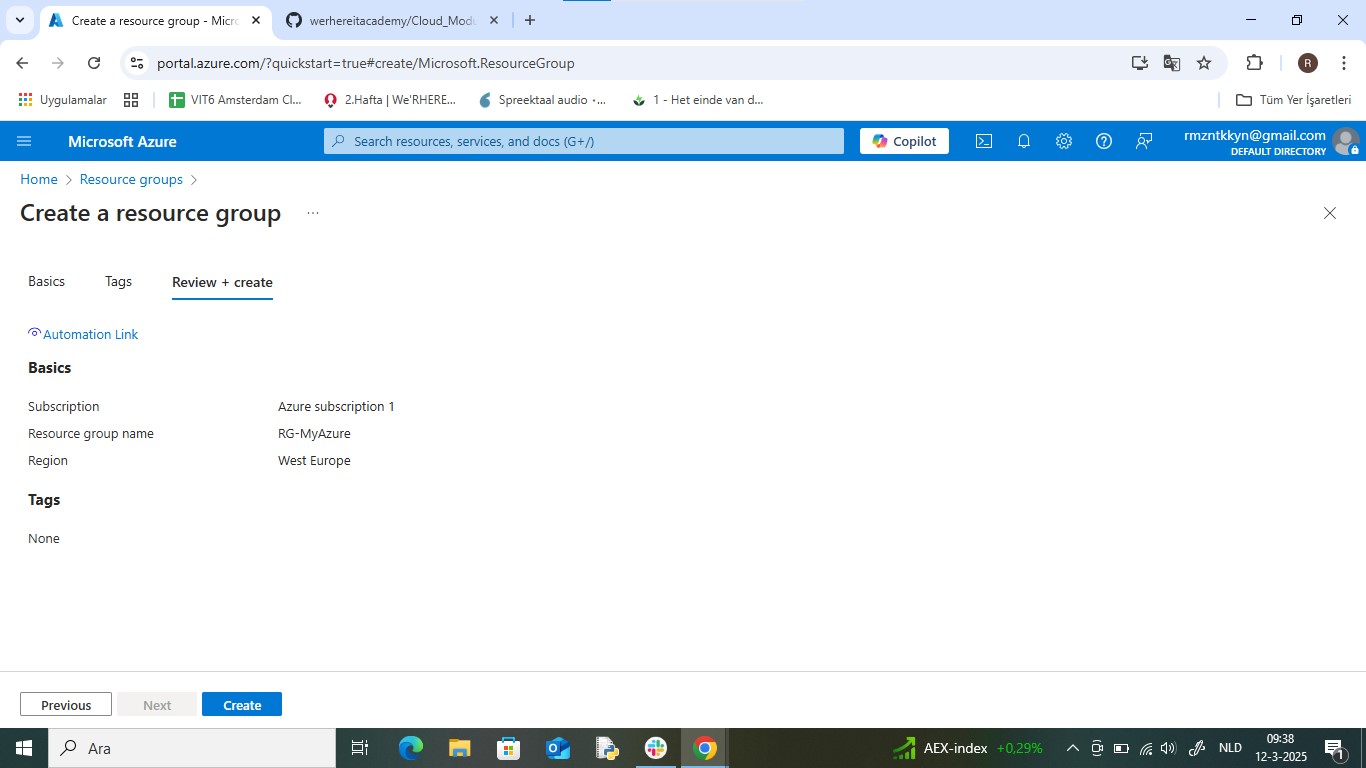 Create a resource group - Micr
werhereitacademy/Cloud_Modu
portal.azure.com/?quickstart=true#create/Microsoft.ResourceGroup
R
Uygulamalar
VIT6 Amsterdam Cl...
2.Hafta | We'RHERE...
Spreektaal audio •...
1 - Het einde van d...
Tüm Yer İşaretleri
Microsoft Azure
Search resources, services, and docs (G+/)
Copilot
rmzntkkyn@gmail.com
DEFAULT DIRECTORY
Home > Resource groups >
Create a resource group ...
Basics
Tags
Review + create
Automation Link
Basics
Subscription Azure subscription 1
Resource group name RG-MyAzure
Region West Europe
Tags
None
Previous
Next
Create
Ara
AEX-index +0,29%
NLD
09:38
12-3-2025
1